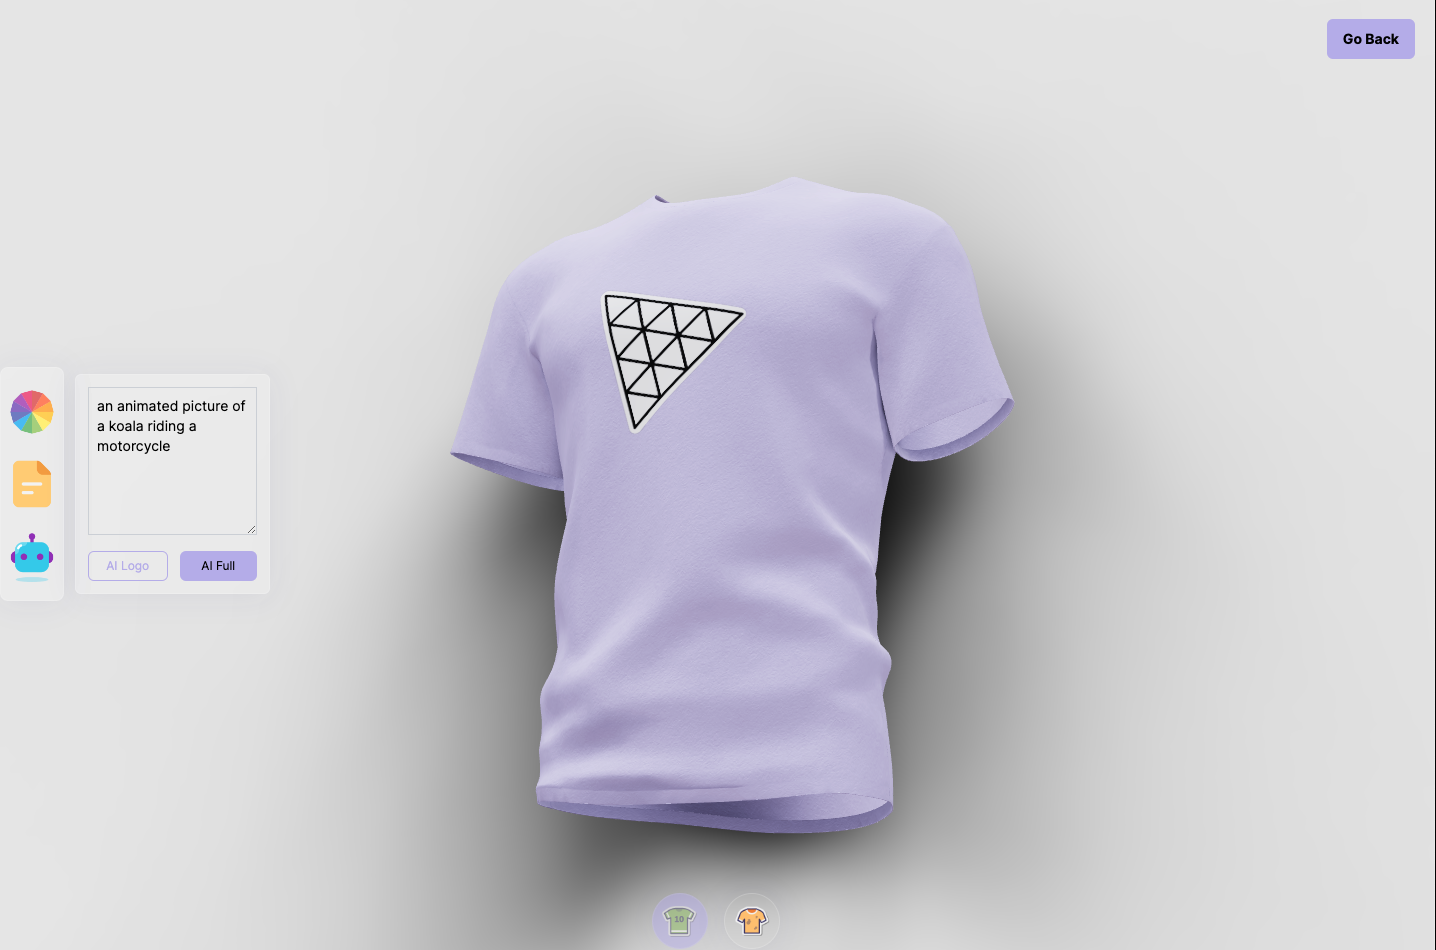 Go Back
an animated picture of
a koala riding a
motorcycle
AI Logo
AI Full
10